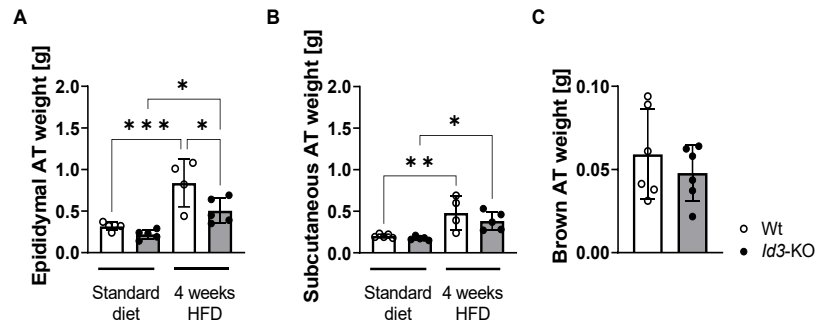 A
B
C
Epididymal AT weight [g]
2.0
1.5
1.0
0.5
0.0
*
***
*
Standard
diet
4 weeks
HFD
Subcutaneous AT weight [g]
2.0
1.5
1.0
0.5
0.0
*
**
Standard
diet
4 weeks
HFD
Brown AT weight [g]
0.10
0.05
0.00
Wt
Id3-KO